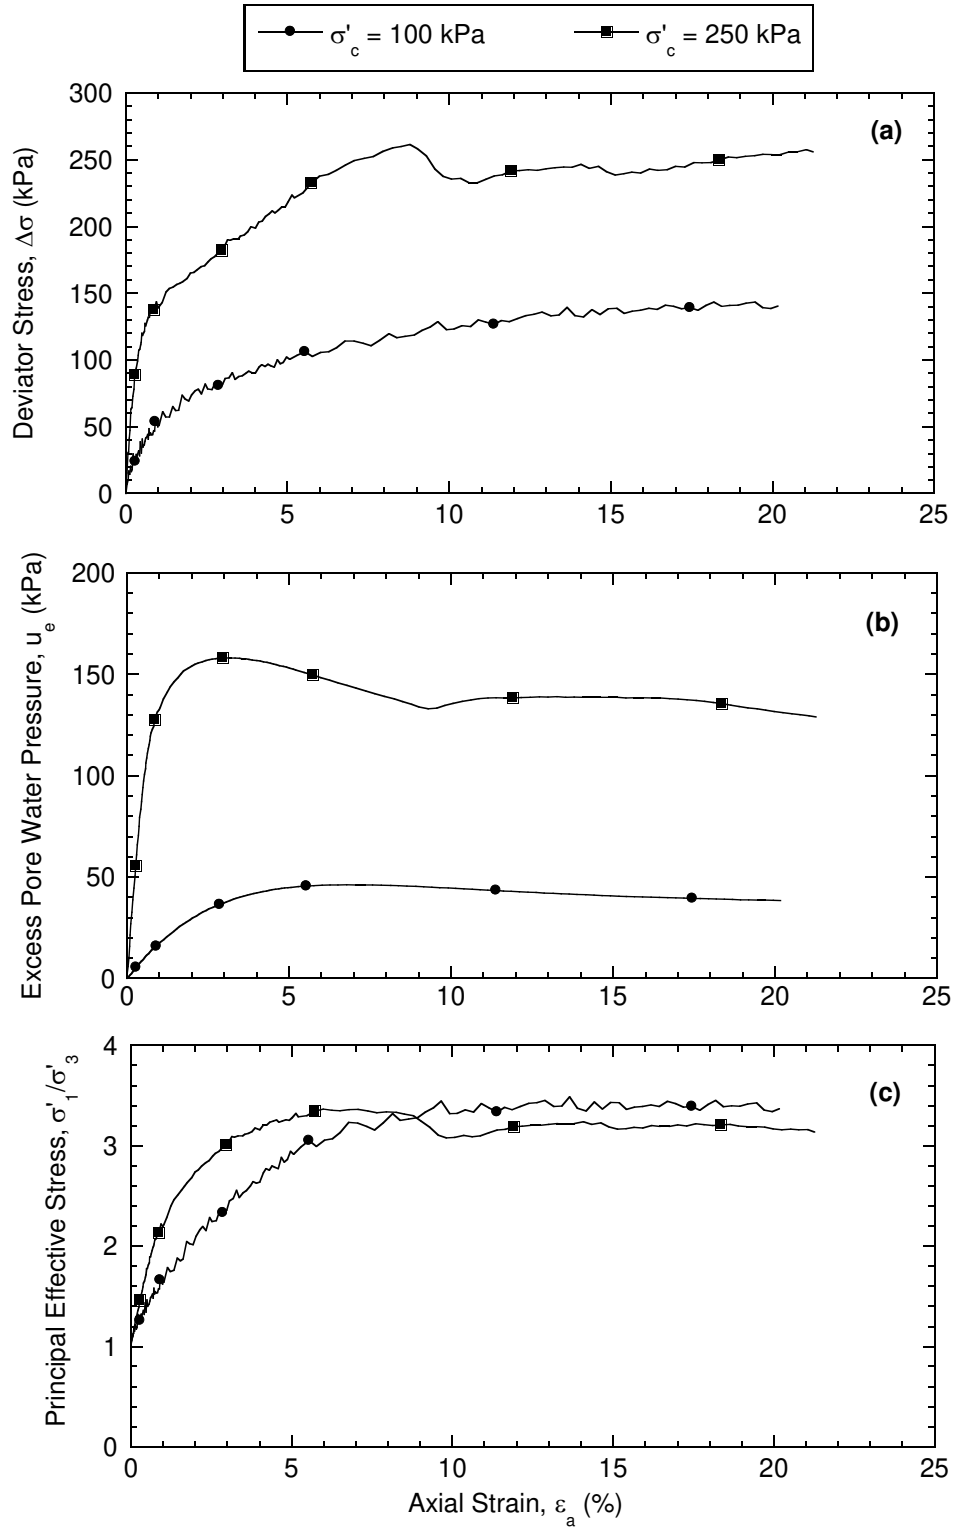 σ'c = 100 kPa
σ'c = 250 kPa
300
250
200
150
100
50
0
Deviator Stress, Δσ (kPa)
(a)
0 5 10 15 20 25
200
150
100
50
0
Excess Pore Water Pressure, ue (kPa)
(b)
0 5 10 15 20 25
4
3
2
1
0
Principal Effective Stress, σ'1/σ'3
(c)
0 5 10 15 20 25
Axial Strain, εa (%)